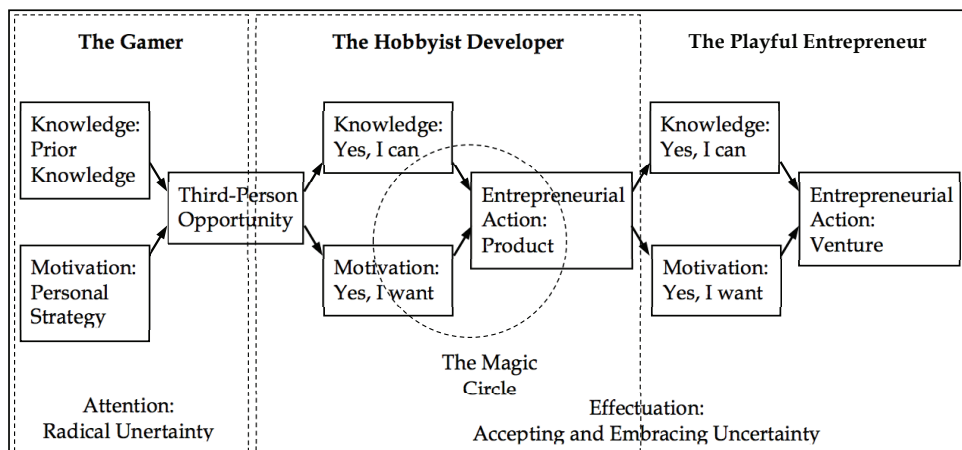 The Gamer
The Hobbyist Developer
The Playful Entrepreneur
Knowledge:
Prior
Knowledge
Motivation:
Personal
Strategy
Third-Person
Opportunity
Knowledge:
Yes, I can
Motivation:
Yes, I want
Entrepreneurial
Action:
Product
The Magic
Circle
Knowledge:
Yes, I can
Motivation:
Yes, I want
Entrepreneurial
Action:
Venture
Attention:
Radical Unertainty
Effectuation:
Accepting and Embracing Uncertainty